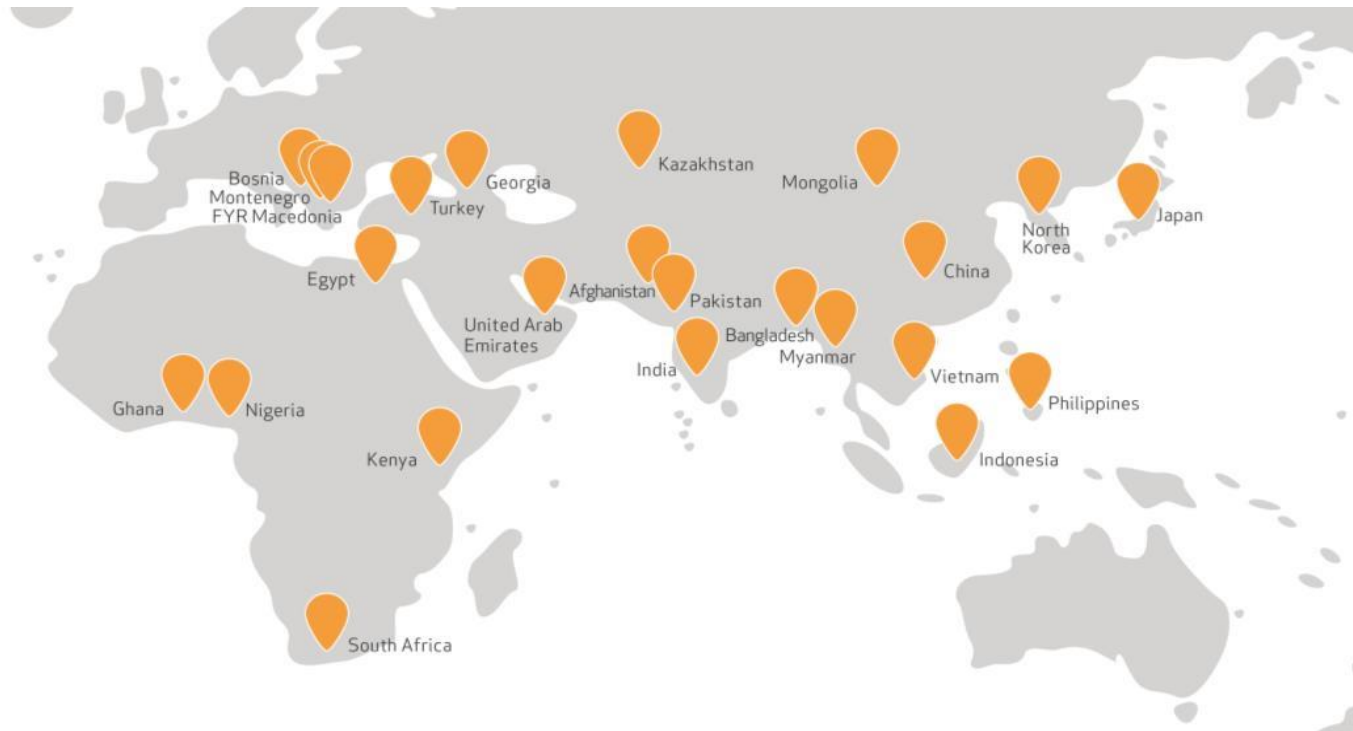 Bosnia
Montenegro
FYR Macedonia
Georgia
Turkey
Kazakhstan
Mongolia
North
Korea
Japan
Egypt
United Arab
Emirates
Afghanistan
Pakistan
China
India
Bangladesh
Myanmar
Vietnam
Philippines
Ghana
Nigeria
Kenya
Indonesia
South Africa